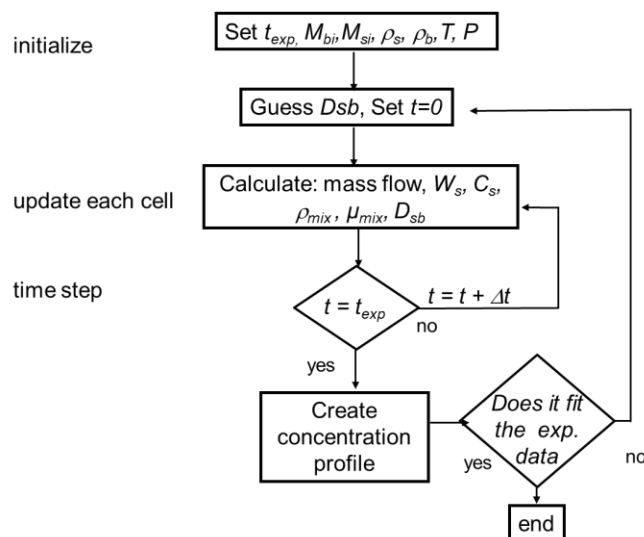 initialize
Set t_exp, M_bi, M_si, ρ_s, ρ_b, T, P
Guess Dsb, Set t=0
update each cell
Calculate: mass flow, W_s, C_s,
ρ_mix, μ_mix, D_sb
time step
t = t + Δt
t = t_exp
no
yes
Create
concentration
profile
Does it fit
the exp.
data
yes
no
end